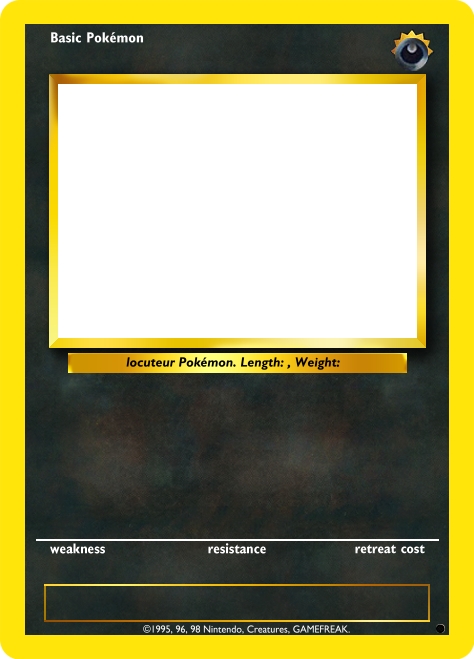 Basic Pokémon
locuteur Pokémon. Length: , Weight:
weakness resistance retreat cost
©1995, 96, 98 Nintendo, Creatures, GAMEFREAK.